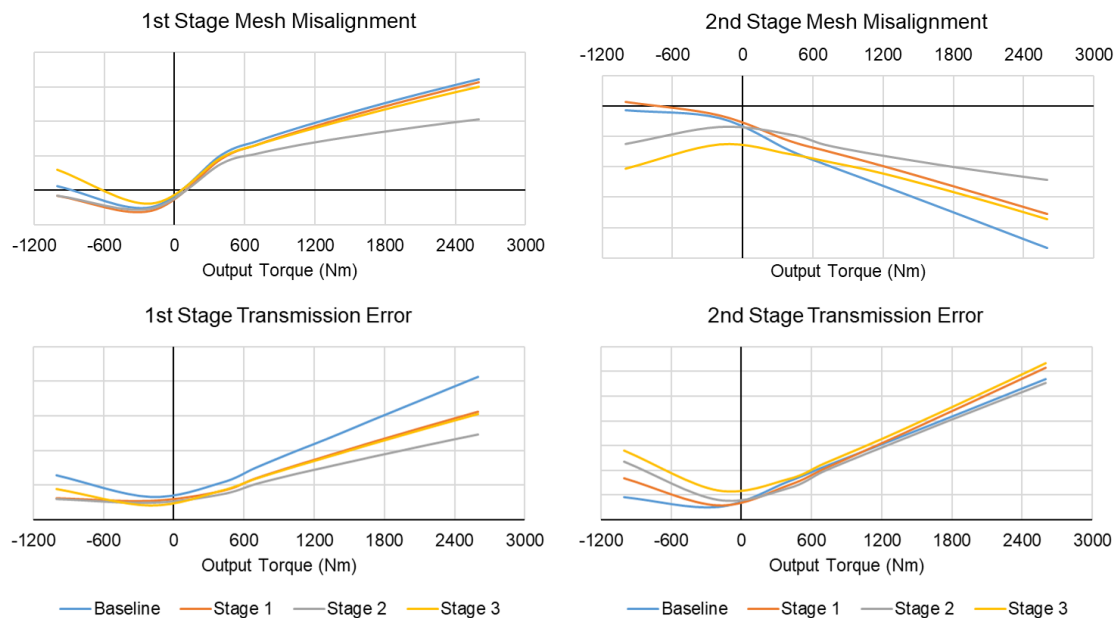 1st Stage Mesh Misalignment
-1200 -600 0 600 1200 1800 2400 3000
Output Torque (Nm)
2nd Stage Mesh Misalignment
-1200 -600 0 600 1200 1800 2400 3000
Output Torque (Nm)
1st Stage Transmission Error
-1200 -600 0 600 1200 1800 2400 3000
Output Torque (Nm)
Baseline Stage 1 Stage 2 Stage 3
2nd Stage Transmission Error
-1200 -600 0 600 1200 1800 2400 3000
Output Torque (Nm)
Baseline Stage 1 Stage 2 Stage 3